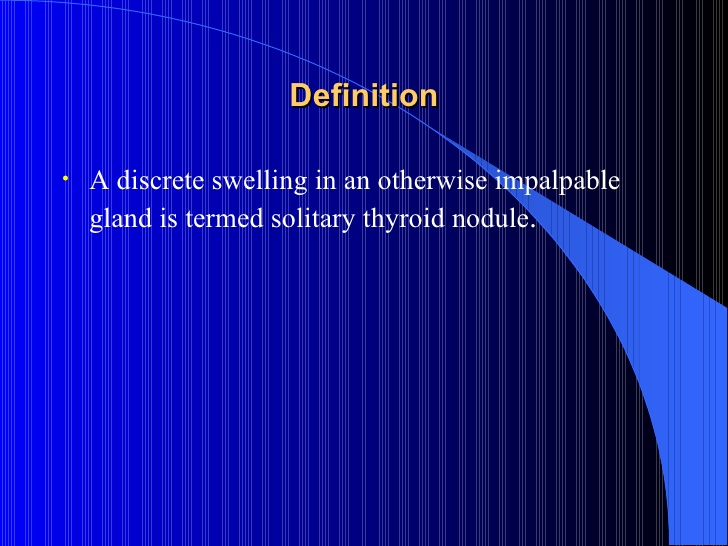 Definition
• A discrete swelling in an otherwise impalpable
gland is termed solitary thyroid nodule.